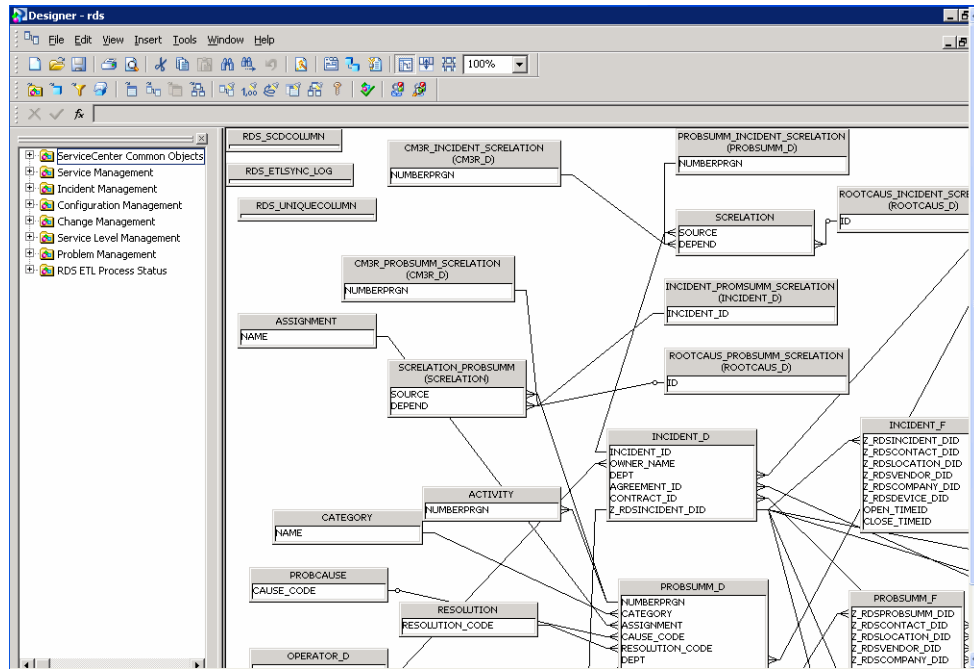 Designer - rds
File Edit View Insert Tools Window Help
100%
ServiceCenter Common Objects
Service Management
Incident Management
Configuration Management
Change Management
Service Level Management
Problem Management
RDS ETL Process Status
RDS_SCDCOLUMN
RDS_ETLSYNC_LOG
RDS_UNIQUECOLUMN
CM3R_INCIDENT_SCRELATION
(CM3R_D)
NUMBERPRGN
PROBSUMM_INCIDENT_SCRELATION
(PROBSUMM_D)
NUMBERPRGN
ROOTCAUS_INCIDENT_SCRE
(ROOTCAUS_D)
ID
SCRELATION
SOURCE
DEPEND
CM3R_PROBSUMM_SCRELATION
(CM3R_D)
NUMBERPRGN
INCIDENT_PROMSUMM_SCRELATION
(INCIDENT_D)
INCIDENT_ID
ASSIGNMENT
NAME
ROOTCAUS_PROBSUMM_SCRELATION
(ROOTCAUS_D)
ID
SCRELATION_PROBSUMM
(SCRELATION)
SOURCE
DEPEND
INCIDENT_D
INCIDENT_ID
OWNER_NAME
DEPT
AGREEMENT_ID
CONTRACT_ID
Z_RDSINCIDENT_DID
INCIDENT_F
Z_RDSINCIDENT_DID
Z_RDSCONTACT_DID
Z_RDSLOCATION_DID
Z_RDSVENDOR_DID
Z_RDSCOMPANY_DID
Z_RDSDEVICE_DID
OPEN_TIMEID
CLOSE_TIMEID
ACTIVITY
NUMBERPRGN
CATEGORY
NAME
PROBCAUSE
CAUSE_CODE
RESOLUTION
RESOLUTION_CODE
PROBSUMM_D
NUMBERPRGN
CATEGORY
ASSIGNMENT
CAUSE_CODE
RESOLUTION_CODE
DEPT
PROBSUMM_F
Z_RDSPROBSUMM_DID
Z_RDSCONTACT_DID
Z_RDSLOCATION_DID
Z_RDSVENDOR_DID
Z_RDSCOMPANY_DID
OPERATOR_D